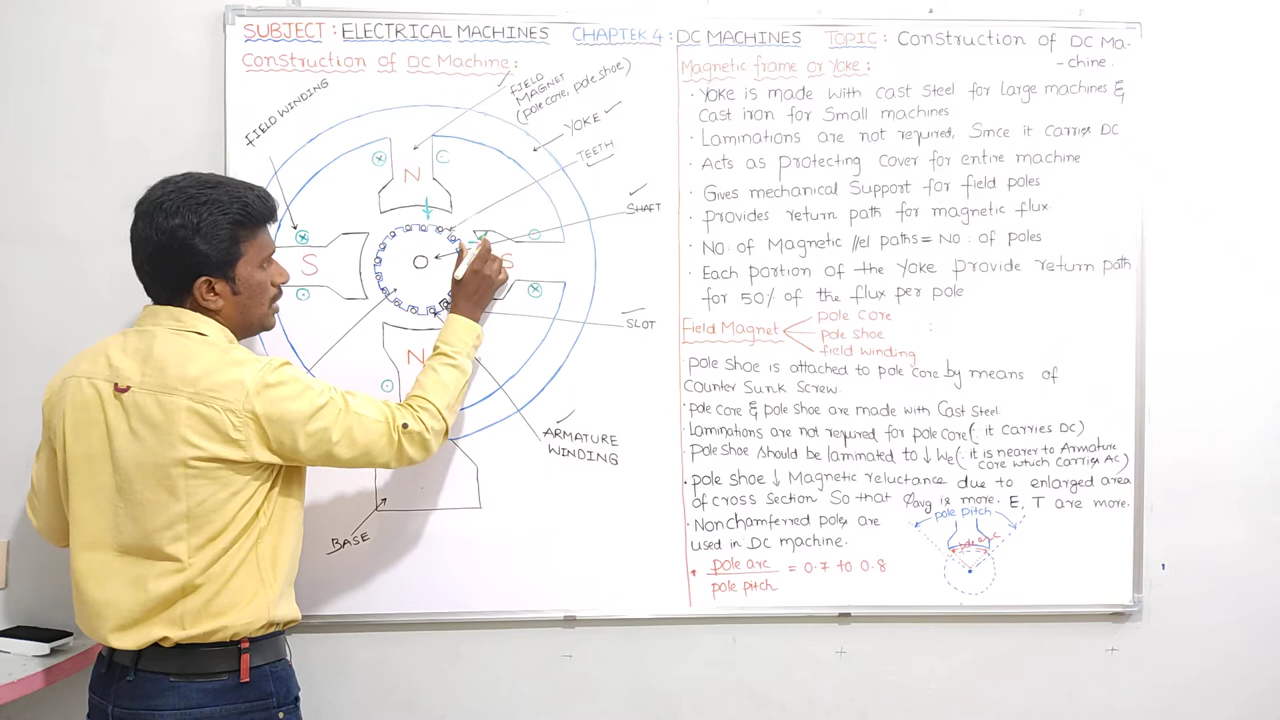 SUBJECT : ELECTRICAL MACHINES CHAPTER 4 : DC MACHINES TOPIC : Construction of DC Ma-
-chine.
Construction of DC Machine :
FIELD WINDING
FIELD
MAGNET
(pole core, pole shoe)
YOKE
TEETH
SHAFT
SLOT
ARMATURE
WINDING
BASE
N
S
S
N
Magnetic frame or Yoke :
· Yoke is made with cast Steel for large machines &
Cast iron for Small machines
· Laminations are not required, Since it carries DC
· Acts as protecting cover for entire machine
· Gives mechanical Support for field poles
· provides return path for magnetic flux
· No: of Magnetic //el paths = No: of poles
· Each portion of the Yoke provide return path
for 50% of the flux per pole
Field Magnet
pole core
pole shoe
field winding
· pole shoe is attached to pole core by means of
Counter Sunk Screw.
· pole core & pole shoe are made with Cast Steel.
· Laminations are not required for pole core (∵ it carries DC)
· Pole shoe should be laminated to ↓ We (∵ it is nearer to Armature
core which carries AC)
· pole shoe ↓ Magnetic reluctance due to enlarged area
of cross Section So that Φavg is more. E, T are more.
· Non chamferred poles are
used in DC machine.
· pole arc / pole pitch = 0.7 to 0.8
pole pitch
pole arc